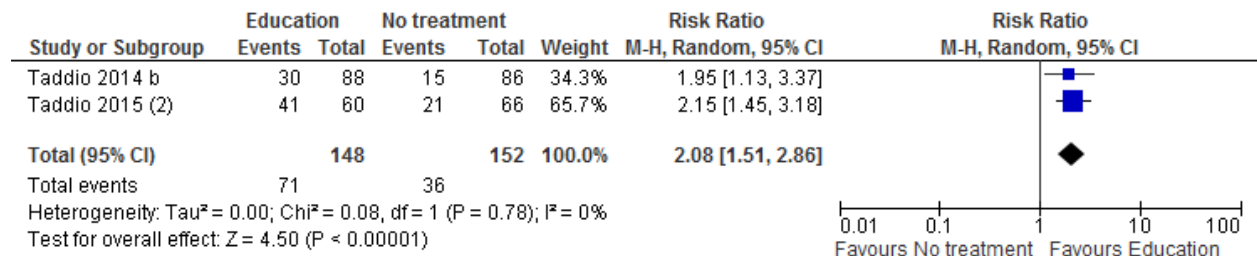 Education No treatment Risk Ratio Risk Ratio
Study or Subgroup Events Total Events Total Weight M-H, Random, 95% CI M-H, Random, 95% CI
Taddio 2014 b 30 88 15 86 34.3% 1.95 [1.13, 3.37]
Taddio 2015 (2) 41 60 21 66 65.7% 2.15 [1.45, 3.18]
Total (95% CI) 148 152 100.0% 2.08 [1.51, 2.86]
Total events 71 36
Heterogeneity: Tau² = 0.00; Chi² = 0.08, df = 1 (P = 0.78); I² = 0%
Test for overall effect: Z = 4.50 (P < 0.00001)
0.01 0.1 1 10 100
Favours No treatment Favours Education